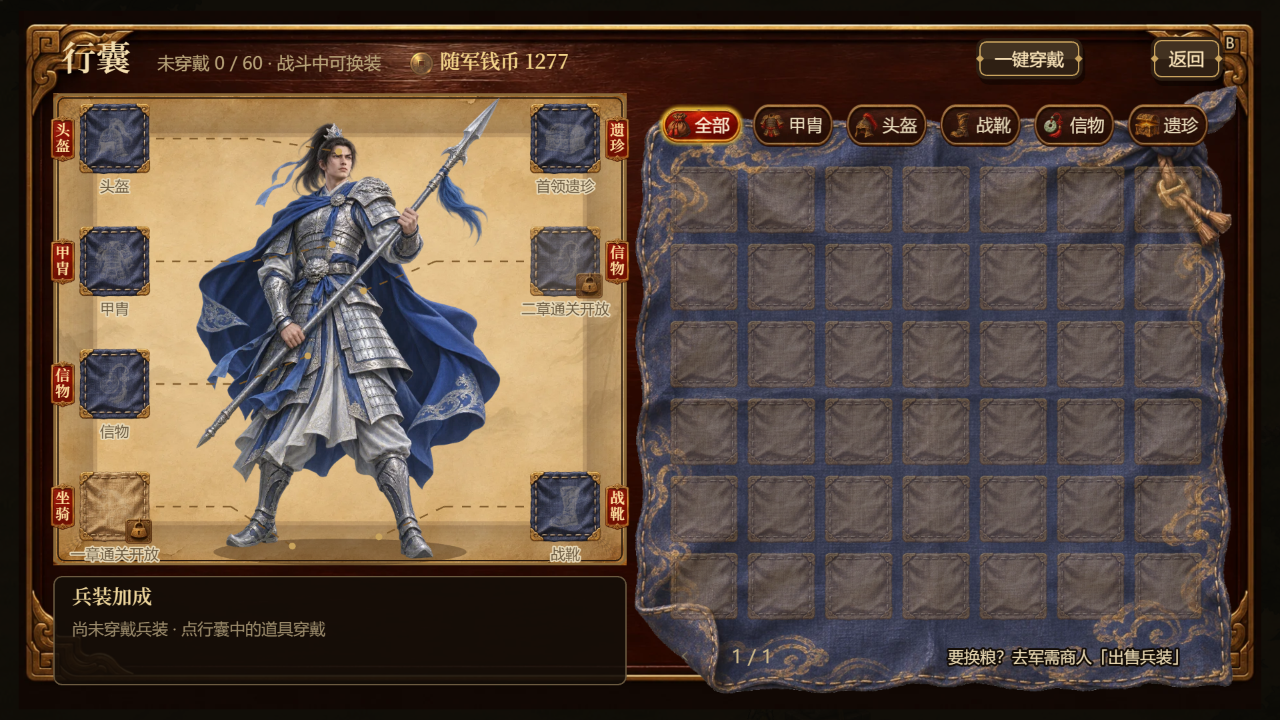 行囊
未穿戴 0 / 60 · 战斗中可换装
随军钱币 1277
一键穿戴
返回
B
头盔
头盔
甲胄
甲胄
信物
信物
坐骑
一章通关开放
遗珍
首领遗珍
信物
二章通关开放
战靴
战靴
全部
甲胄
头盔
战靴
信物
遗珍
兵装加成
尚未穿戴兵装 · 点行囊中的道具穿戴
1 / 1
要换粮？去军需商人「出售兵装」